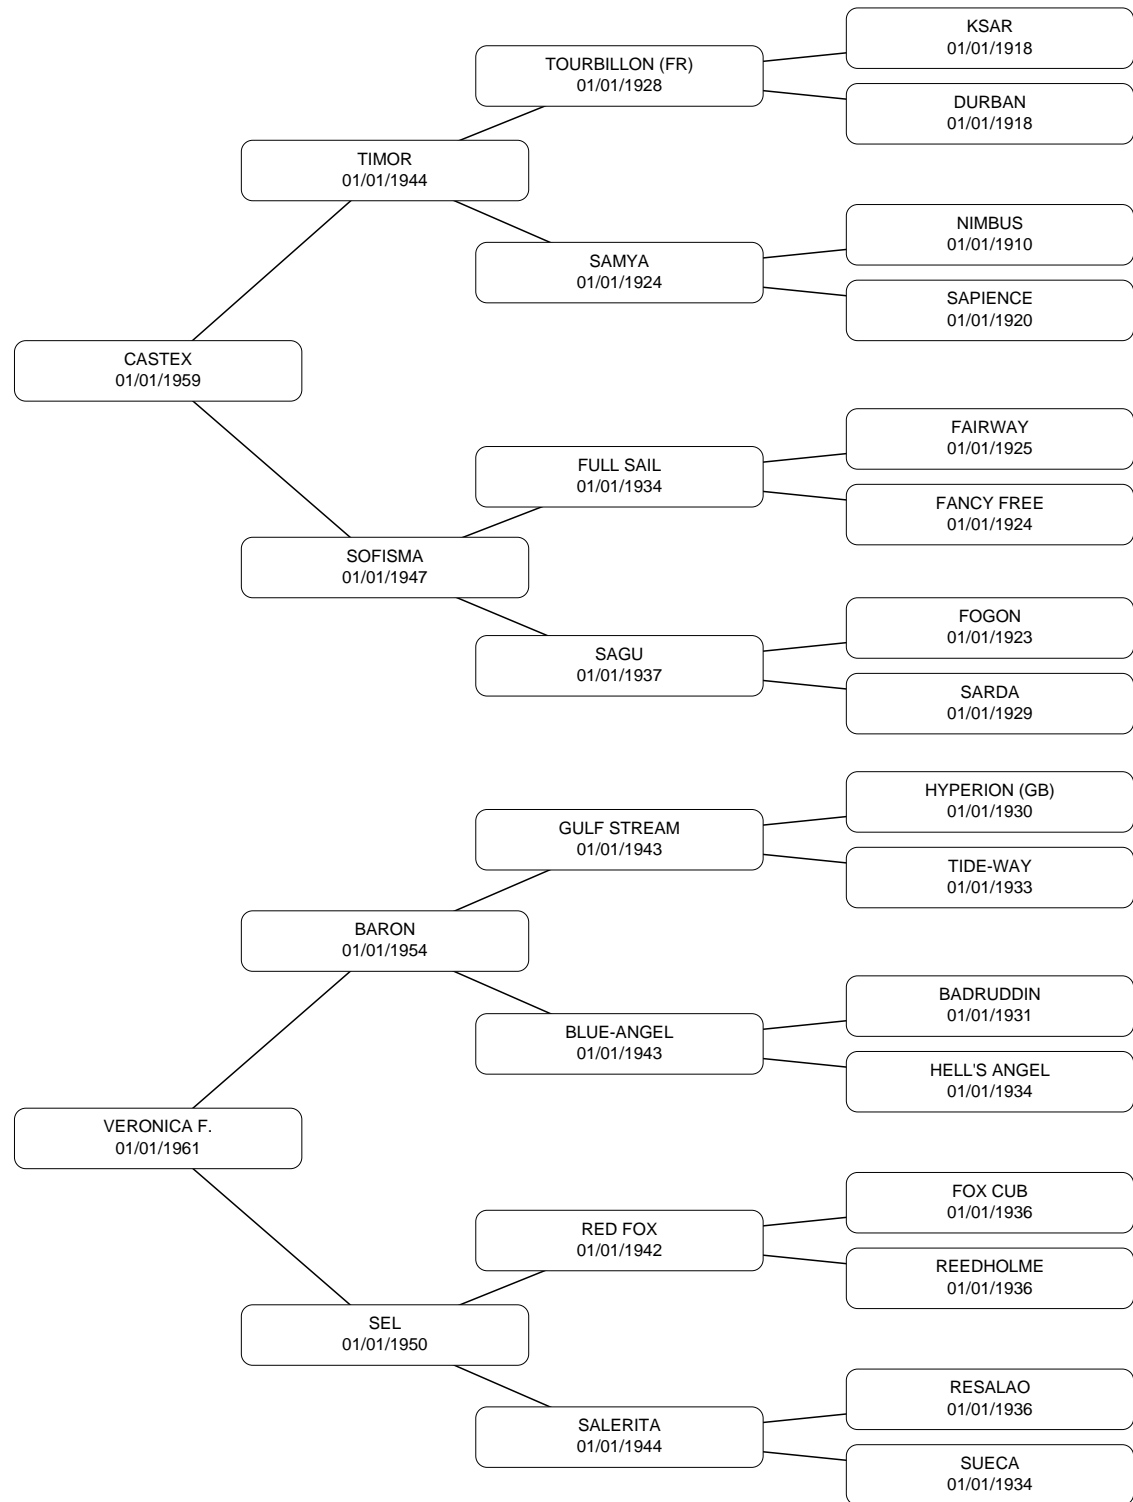 KSAR
01/01/1918
TOURBILLON (FR)
01/01/1928
DURBAN
01/01/1918
TIMOR
01/01/1944
NIMBUS
01/01/1910
SAMYA
01/01/1924
SAPIENCE
01/01/1920
CASTEX
01/01/1959
FAIRWAY
01/01/1925
FULL SAIL
01/01/1934
FANCY FREE
01/01/1924
SOFISMA
01/01/1947
FOGON
01/01/1923
SAGU
01/01/1937
SARDA
01/01/1929
HYPERION (GB)
01/01/1930
GULF STREAM
01/01/1943
TIDE-WAY
01/01/1933
BARON
01/01/1954
BADRUDDIN
01/01/1931
BLUE-ANGEL
01/01/1943
HELL'S ANGEL
01/01/1934
VERONICA F.
01/01/1961
FOX CUB
01/01/1936
RED FOX
01/01/1942
REEDHOLME
01/01/1936
SEL
01/01/1950
RESALAO
01/01/1936
SALERITA
01/01/1944
SUECA
01/01/1934